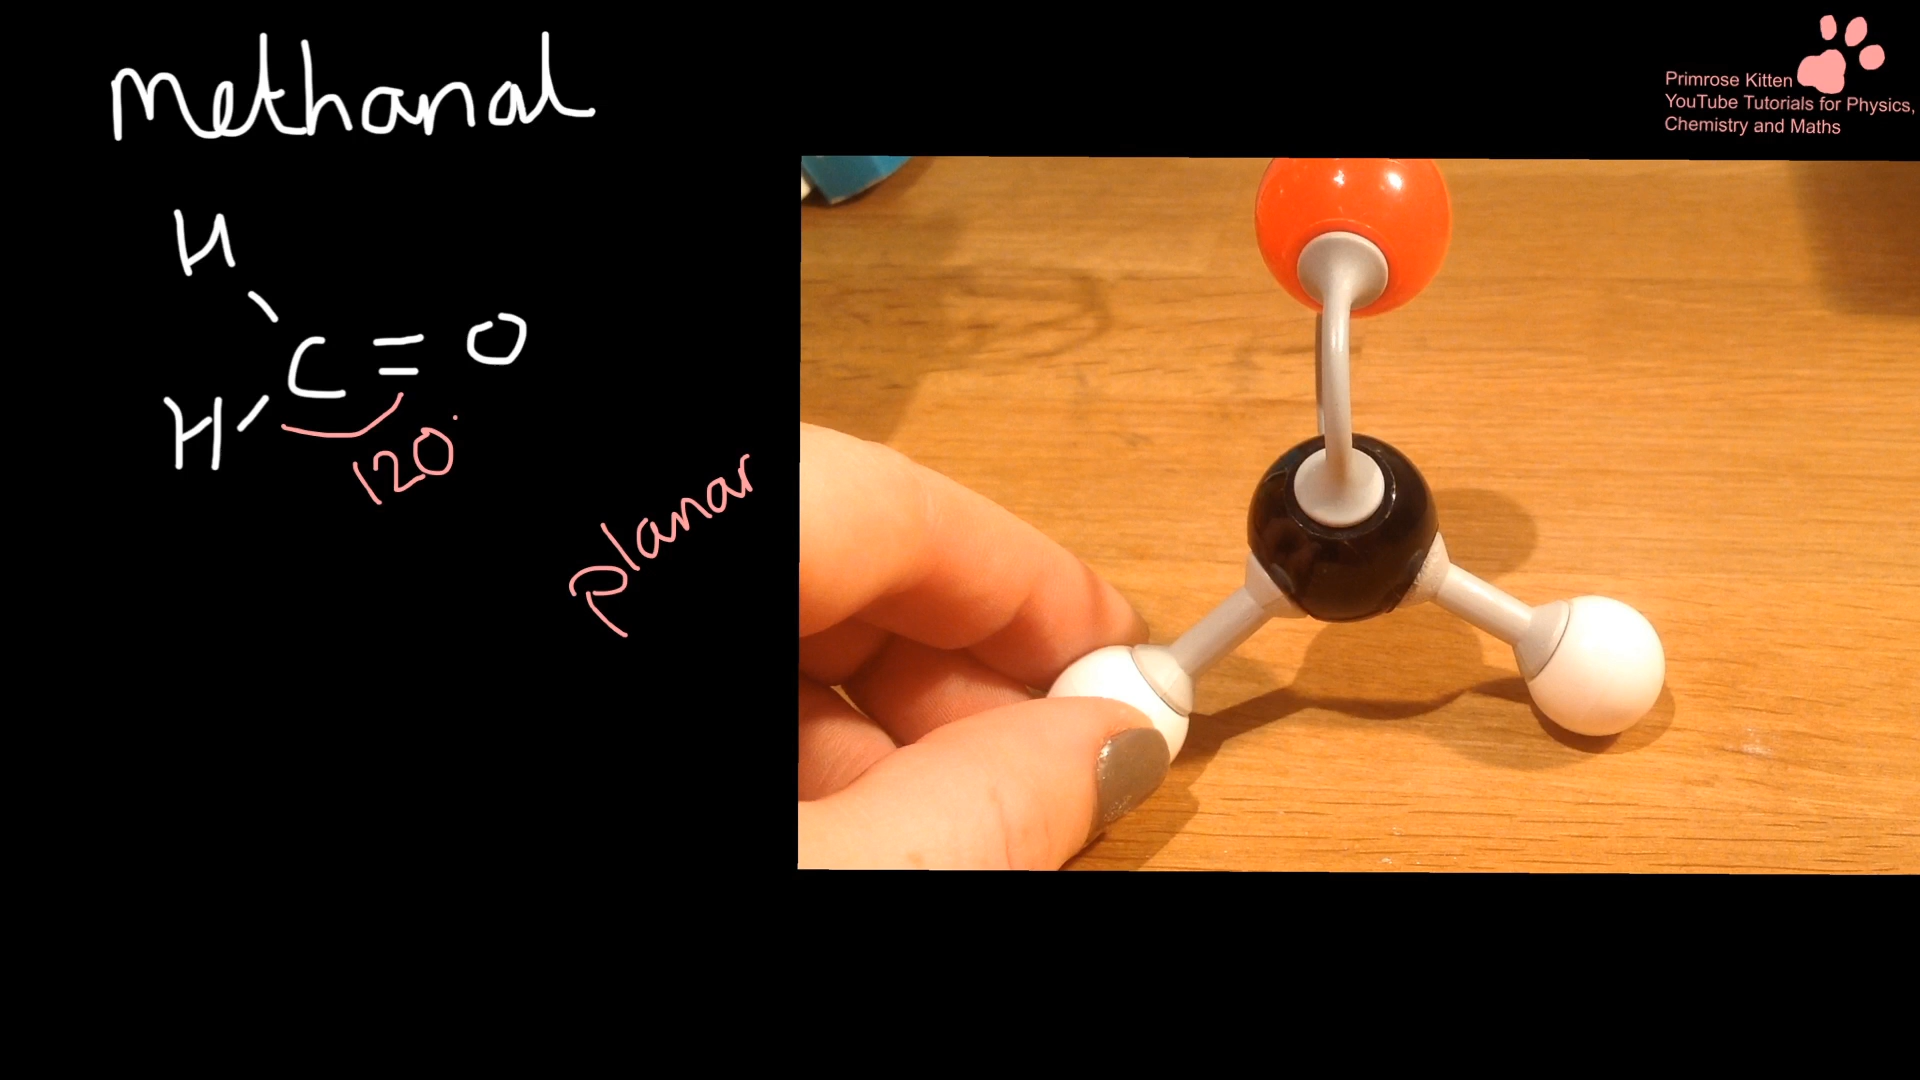 Methanal
Primrose Kitten
YouTube Tutorials for Physics,
Chemistry and Maths
H
C = O
H
120°
planar